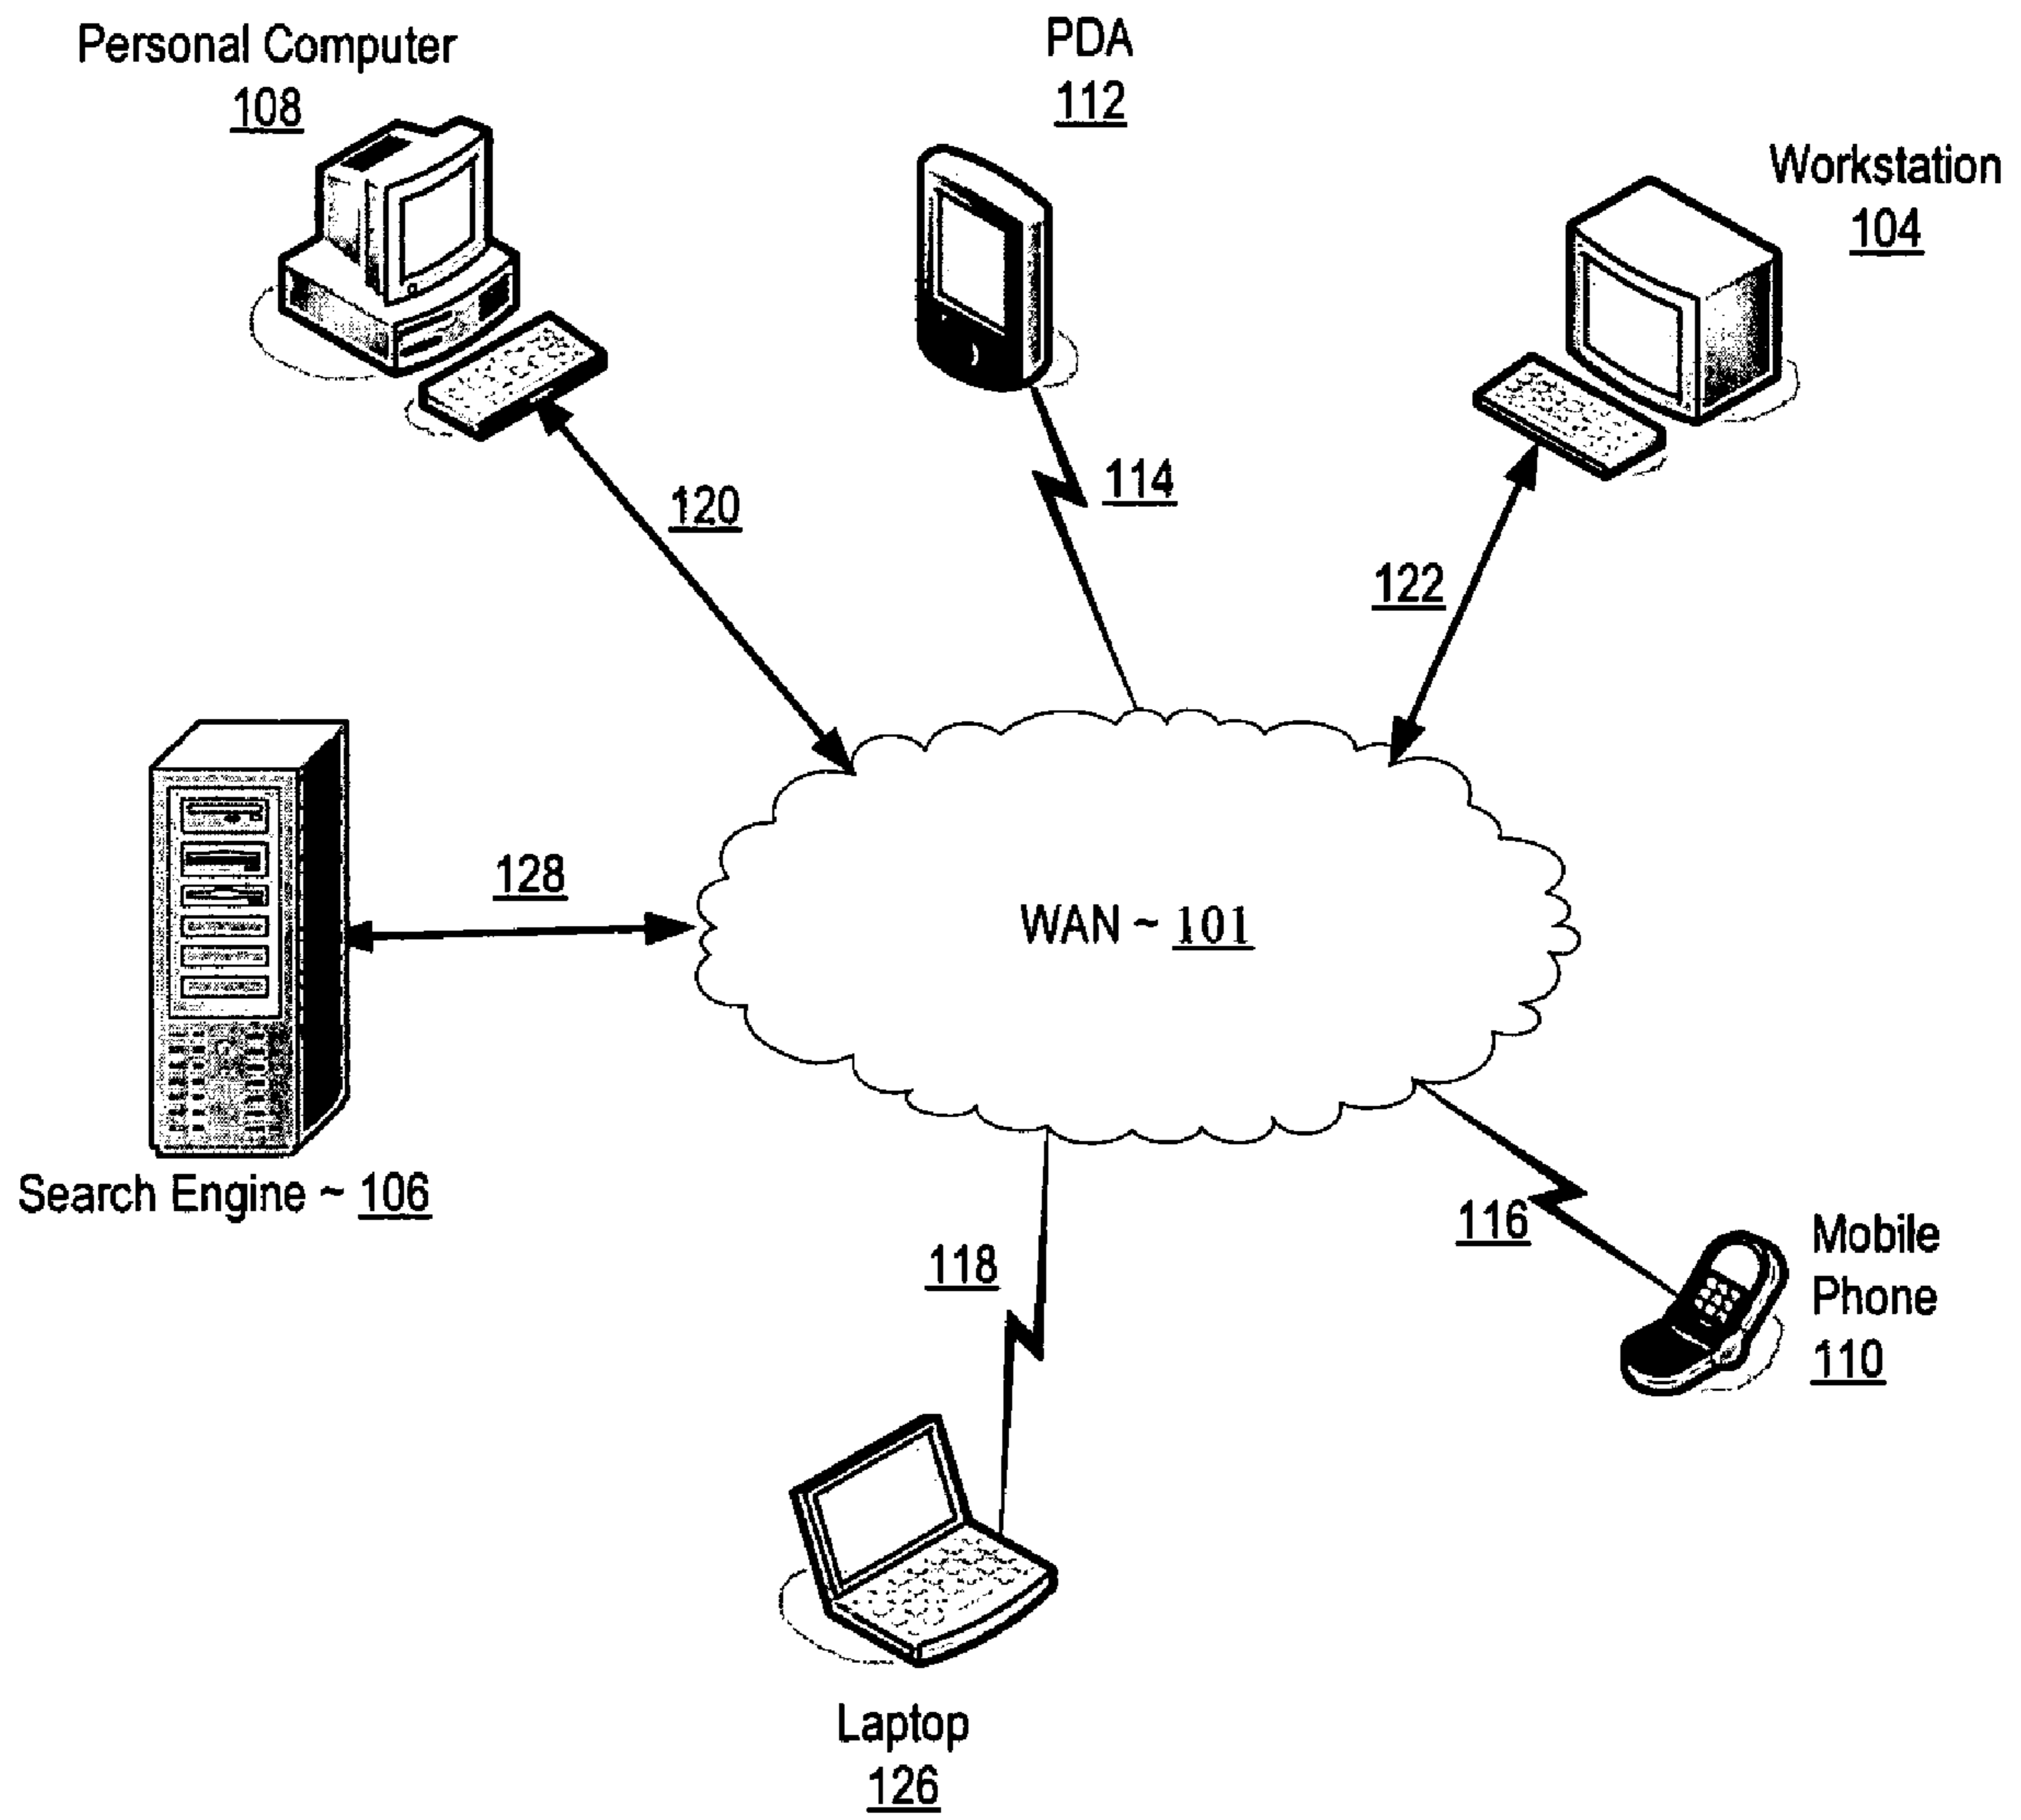 Personal Computer
108
PDA
112
Workstation
104
120
114
122
128
WAN ~ 101
Search Engine ~ 106
118
116
Mobile
Phone
110
Laptop
126